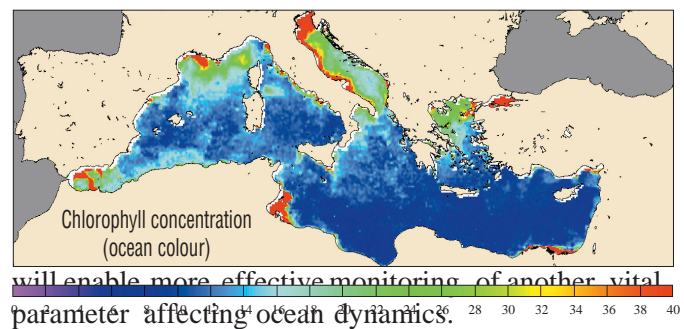 Chlorophyll concentration
(ocean colour)
will enable more effective monitoring of another vital
0 2 4 6 8 10 12 14 16 18 20 22 24 26 28 30 32 34 36 38 40
parameter affecting ocean dynamics.